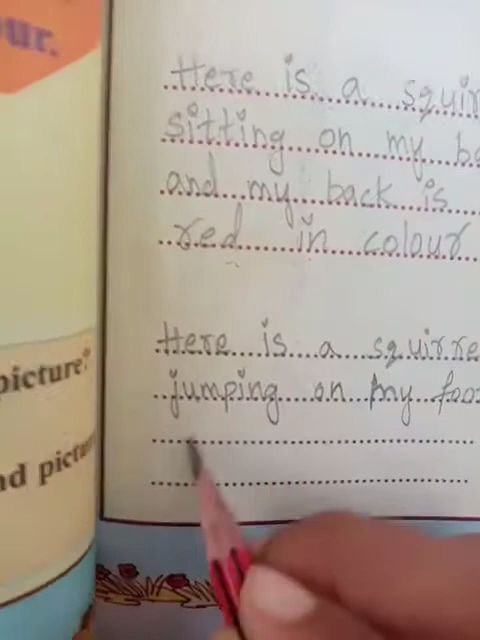 our.
Here is a squir
sitting on my ba
and my back is
red in colour
Here is a squirre
jumping on my foo
picture?
nd pictu